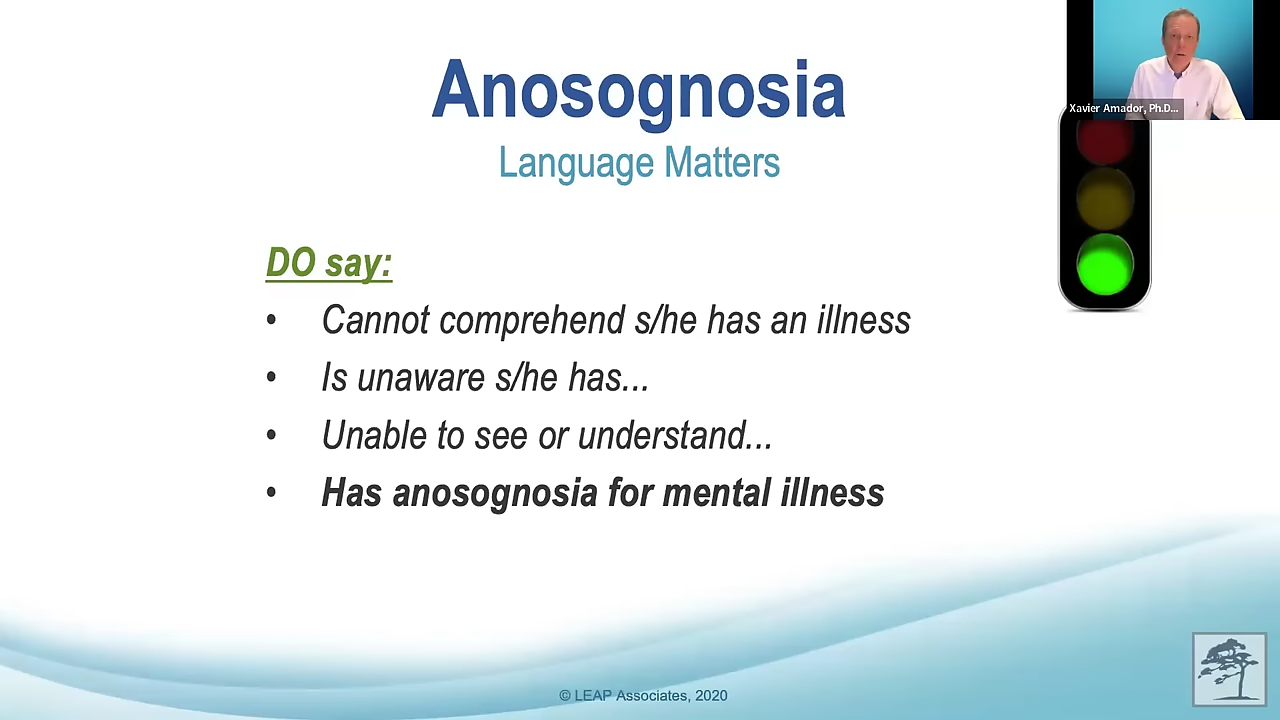 Anosognosia
Language Matters
Xavier Amador, Ph.D...
DO say:
• Cannot comprehend s/he has an illness
• Is unaware s/he has...
• Unable to see or understand...
• Has anosognosia for mental illness
© LEAP Associates, 2020